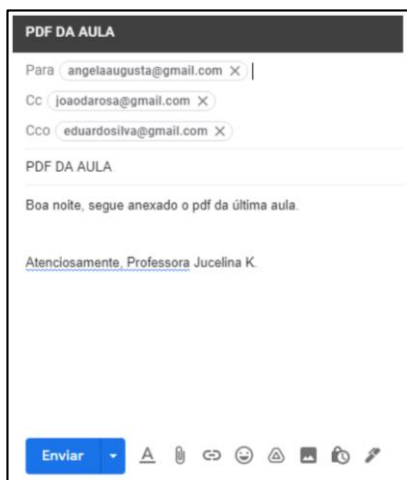 PDF DA AULA
Para angelaaugusta@gmail.com
Cc joaodarosa@gmail.com
Cco eduardosilva@gmail.com
PDF DA AULA
Boa noite, segue anexado o pdf da última aula.
Atenciosamente, Professora Jucelina K.
Enviar